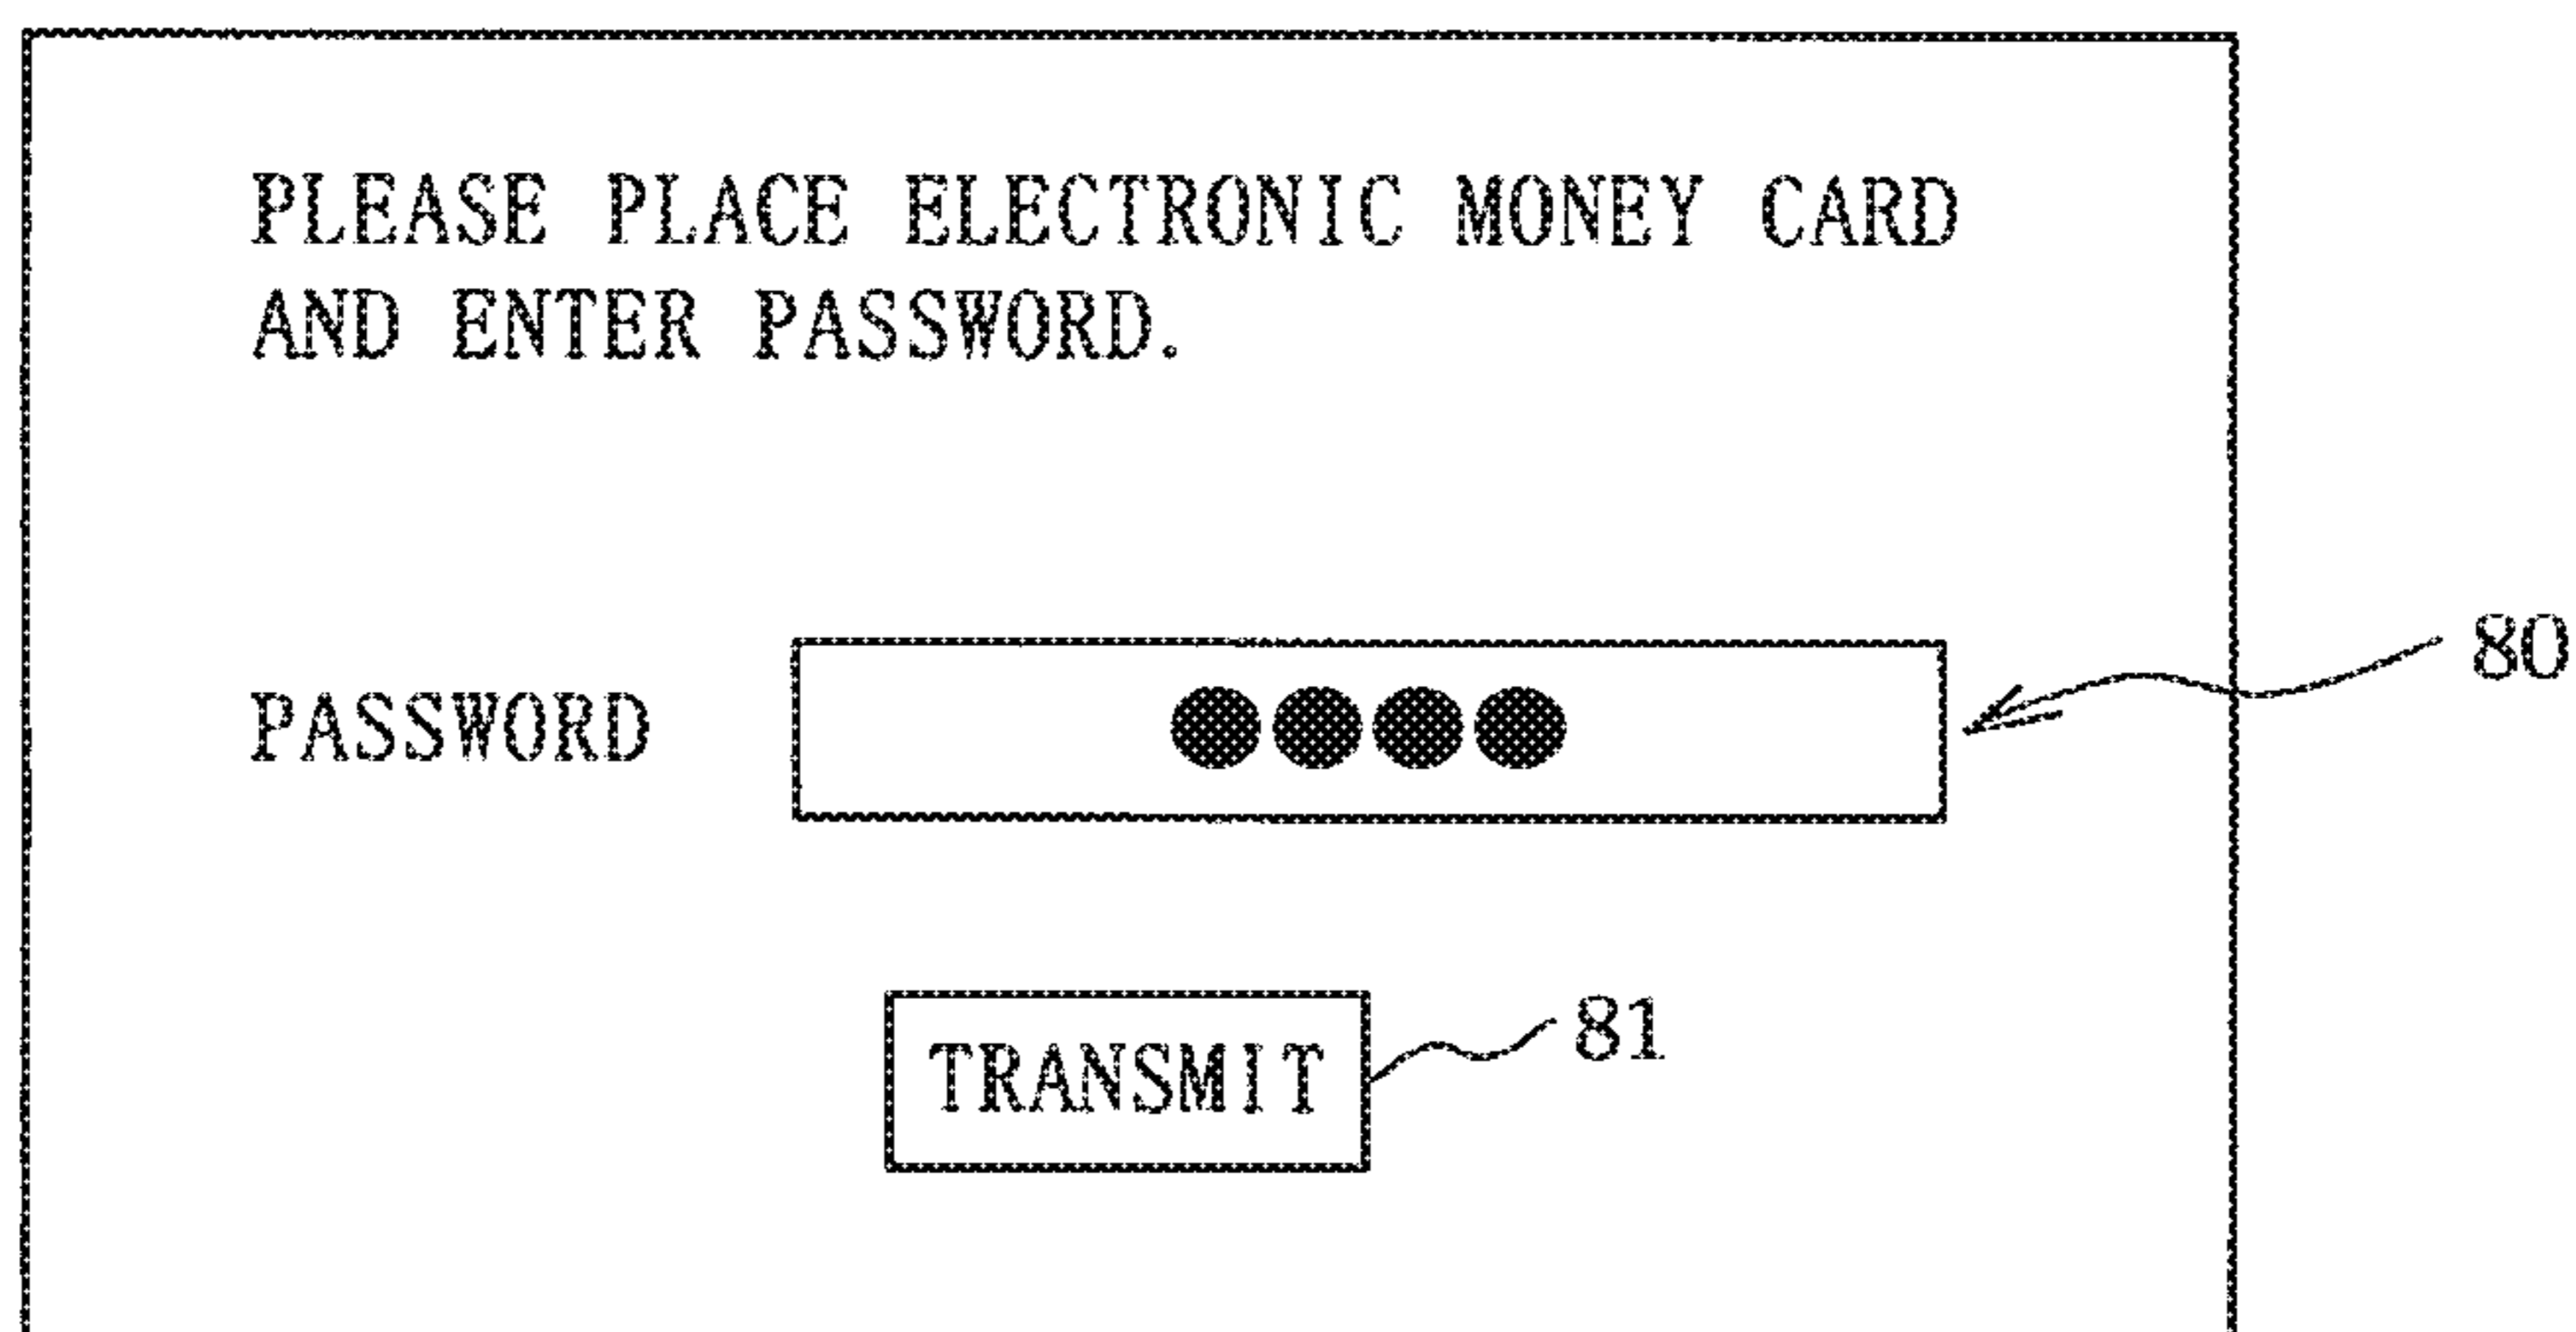 PLEASE PLACE ELECTRONIC MONEY CARD
AND ENTER PASSWORD.
PASSWORD ●●●● 80
TRANSMIT 81